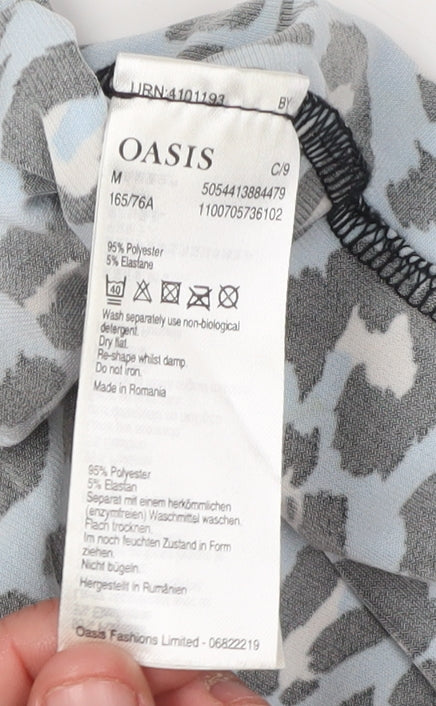 URN:4101193 BY
OASIS C/9
M 5054413884479
165/76A 1100705736102
95% Polyester
5% Elastane
40
Wash separately use non-biological
detergent.
Dry flat.
Re-shape whilst damp.
Do not iron.
Made in Romania
95% Polyester
5% Elastan
Separat mit einem herkömmlichen
(enzymfreien) Waschmittel waschen.
Flach trocknen.
Im noch feuchten Zustand in Form
ziehen.
Nicht bügeln.
Hergestellt in Rumänien
Oasis Fashions Limited - 06822219